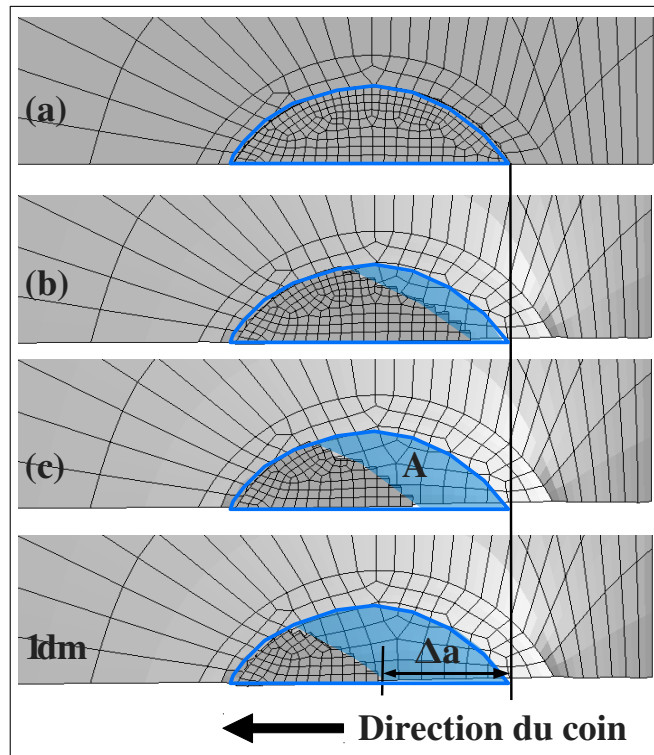 (a)
(b)
(c)
A
1dm
Δa
Direction du coin